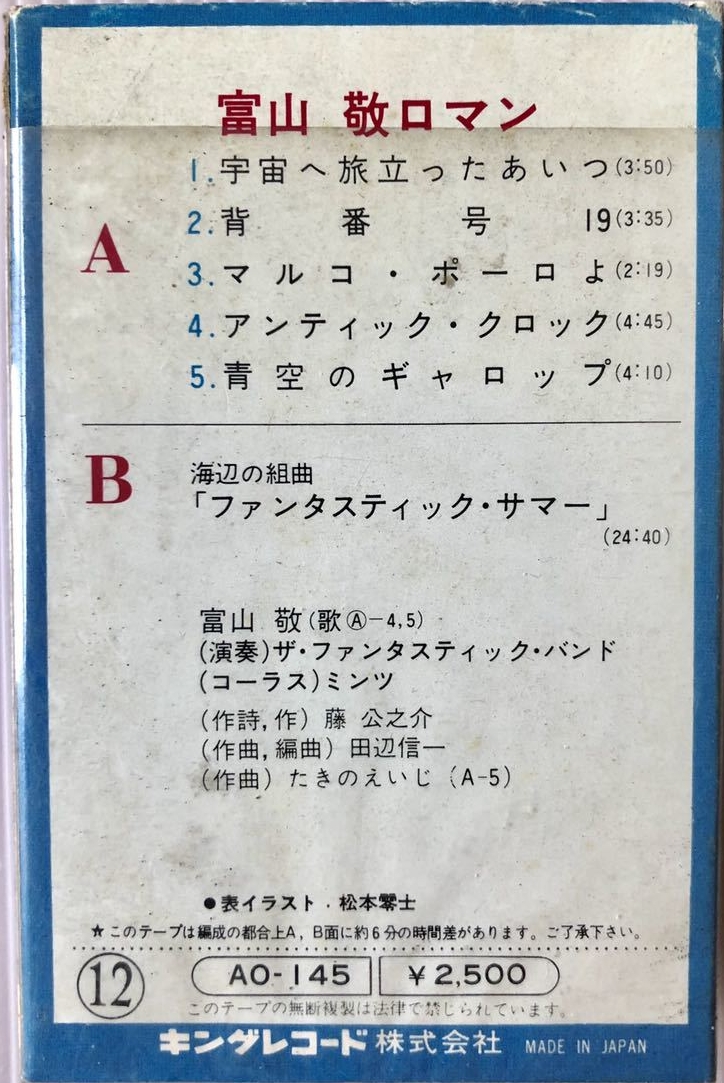 富山 敬ロマン
A
1.宇宙へ旅立ったあいつ(3:50)
2.背番号19(3:35)
3.マルコ・ポーロよ(2:19)
4.アンティック・クロック(4:45)
5.青空のギャロップ(4:10)
B
海辺の組曲
「ファンタスティック・サマー」
(24:40)
富山 敬(歌Ⓐ−4,5)
(演奏)ザ・ファンタスティック・バンド
(コーラス)ミンツ
(作詩,作) 藤 公之介
(作曲,編曲) 田辺信一
(作曲) たきのえいじ (A-5)
●表イラスト・松本零士
★このテープは編成の都合上A, B面に約6分の時間差があります。ご了承下さい。
⑫ AO-145 ￥2,500
このテープの無断複製は法律で禁じられています。
キングレコード株式会社 MADE IN JAPAN